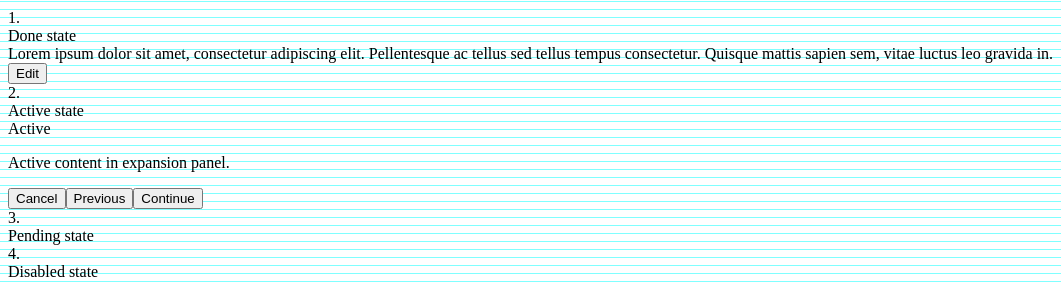 1.
Done state
Lorem ipsum dolor sit amet, consectetur adipiscing elit. Pellentesque ac tellus sed tellus tempus consectetur. Quisque mattis sapien sem, vitae luctus leo gravida in.
Edit
2.
Active state
Active
Active content in expansion panel.
Cancel Previous Continue
3.
Pending state
4.
Disabled state